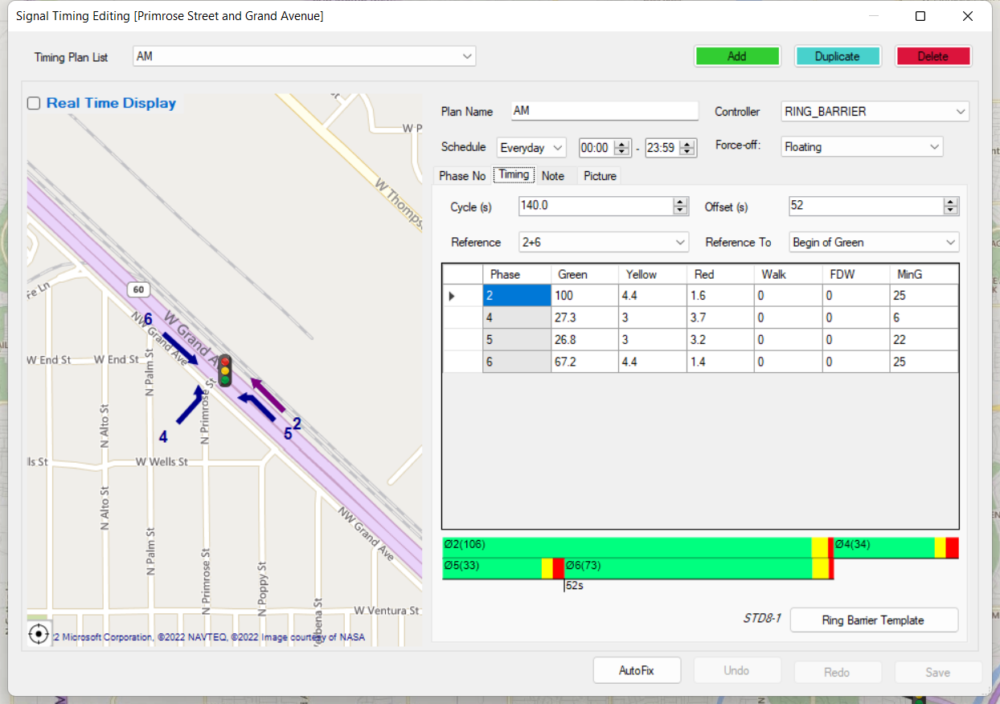 Signal Timing Editing [Primrose Street and Grand Avenue]
Timing Plan List
AM
Add
Duplicate
Delete
Real Time Display
Plan Name
AM
Controller
RING_BARRIER
Schedule
Everyday
00:00
-
23:59
Force-off:
Floating
Phase No
Timing
Note
Picture
Cycle (s)
140.0
Offset (s)
52
Reference
2+6
Reference To
Begin of Green
Phase Green Yellow Red Walk FDW MinG
2 100 4.4 1.6 0 0 25
4 27.3 3 3.7 0 0 6
5 26.8 3 3.2 0 0 22
6 67.2 4.4 1.4 0 0 25
Ø2(106)
Ø4(34)
Ø5(33)
Ø6(73)
52s
STD8-1
Ring Barrier Template
AutoFix
Undo
Redo
Save
W P
W Thomps
60
W Grand A
NW Grand Ave
6
W End St
W End St
N Palm St
N Primrose St
N Alto St
4
2
5
lls St
W Wells St
N Alto St
N Palm St
N Primrose St
N Poppy St
NW Grand Ave
W Ventura St
2 Microsoft Corporation, ©2022 NAVTEQ, ©2022 Image courtesy of NASA